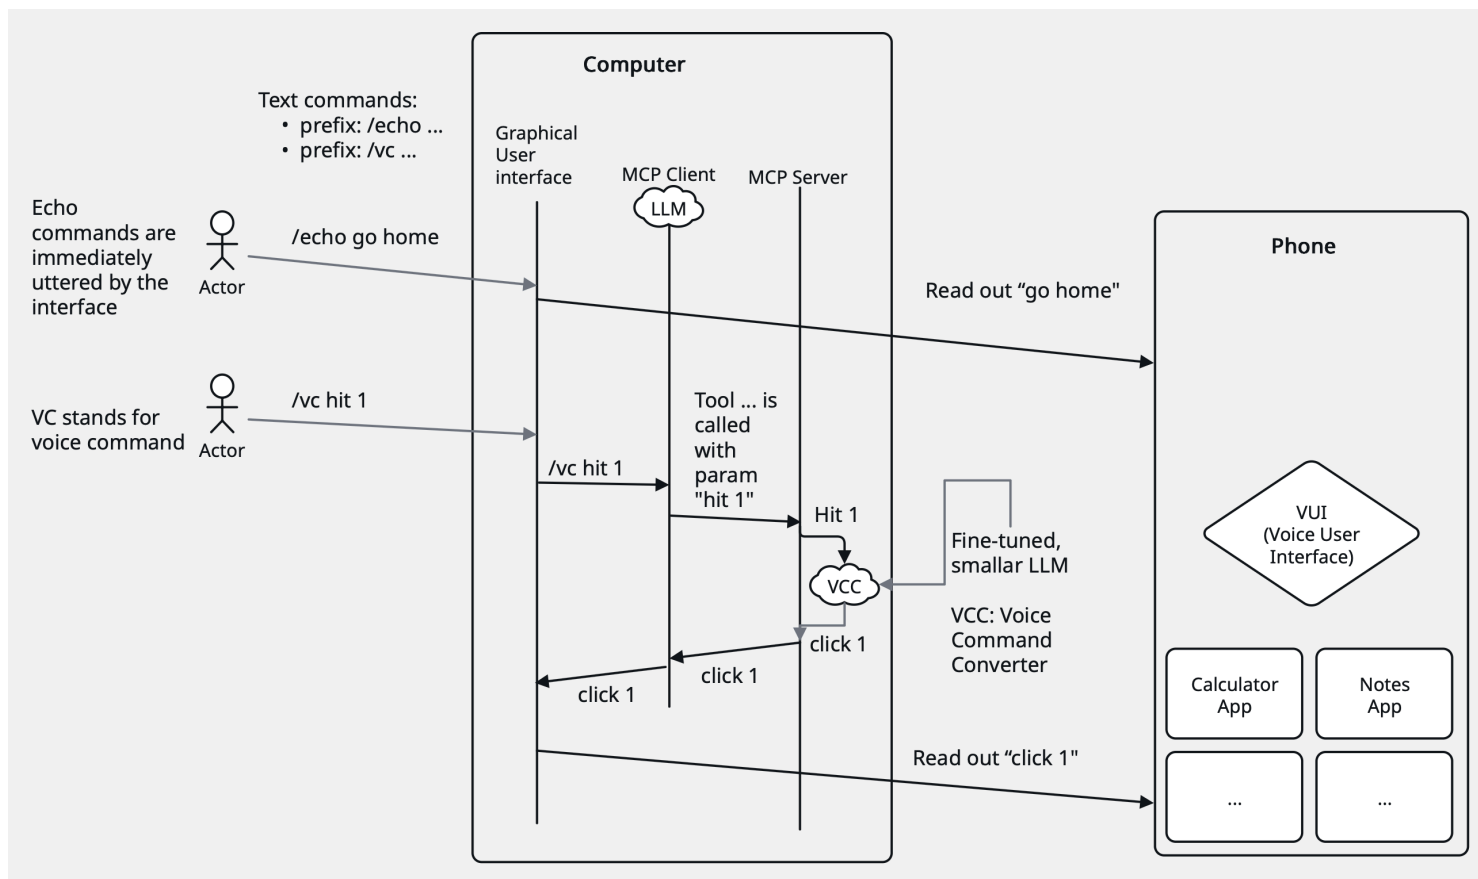 Computer
Text commands:
• prefix: /echo ...
• prefix: /vc ...
Graphical
User
interface
MCP Client
LLM
MCP Server
Echo
commands are
immediately
uttered by the
interface
Actor
/echo go home
Read out “go home"
Phone
VC stands for
voice command
Actor
/vc hit 1
/vc hit 1
Tool ... is
called
with
param
"hit 1"
Hit 1
VCC
Fine-tuned,
smallar LLM
VCC: Voice
Command
Converter
click 1
click 1
click 1
Read out “click 1"
VUI
(Voice User
Interface)
Calculator
App
Notes
App
...
...